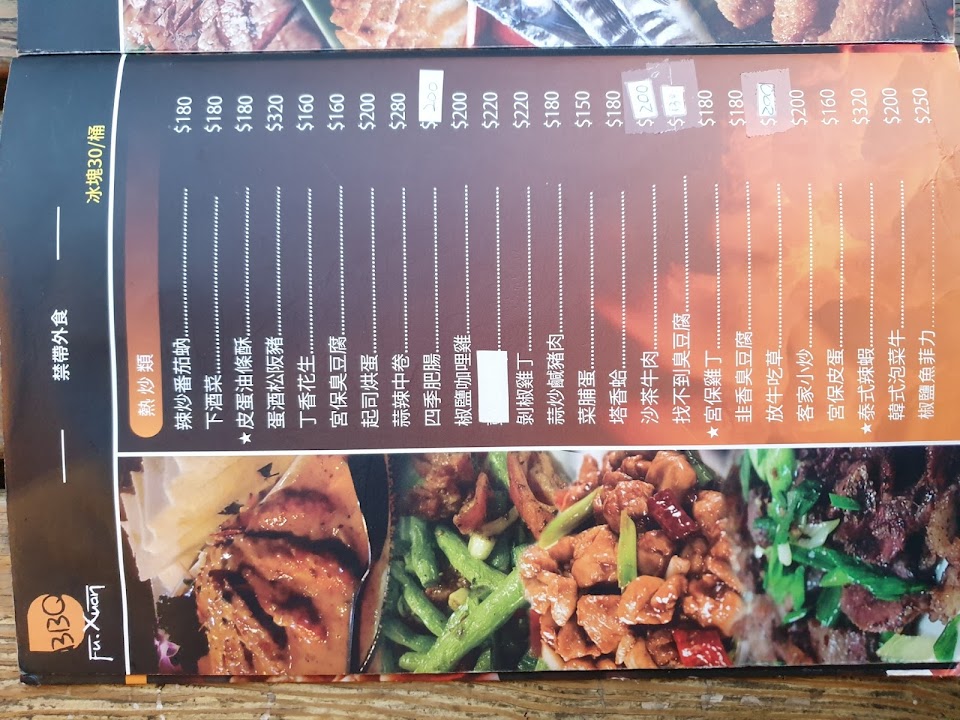 BBQ
Fu Xuan
禁帶外食
冰塊30/桶
熱炒類
辣炒番茄蚋 $180
下酒菜 $180
★皮蛋油條酥 $180
蛋酒松阪豬 $320
丁香花生 $160
宮保臭豆腐 $160
起司烘蛋 $200
蒜辣中卷 $280
四季肥腸 200
椒鹽咖哩雞 $200
$220
剝椒雞丁 $220
蒜炒鹹豬肉 $180
菜脯蛋 $150
塔香蛤 $180
沙茶牛肉 200
找不到臭豆腐
★宮保雞丁 $180
韭香臭豆腐 $180
放牛吃草 200
客家小炒 $200
宮保皮蛋 $160
★泰式辣蝦 $320
韓式泡菜牛 $200
椒鹽魚菲力 $250